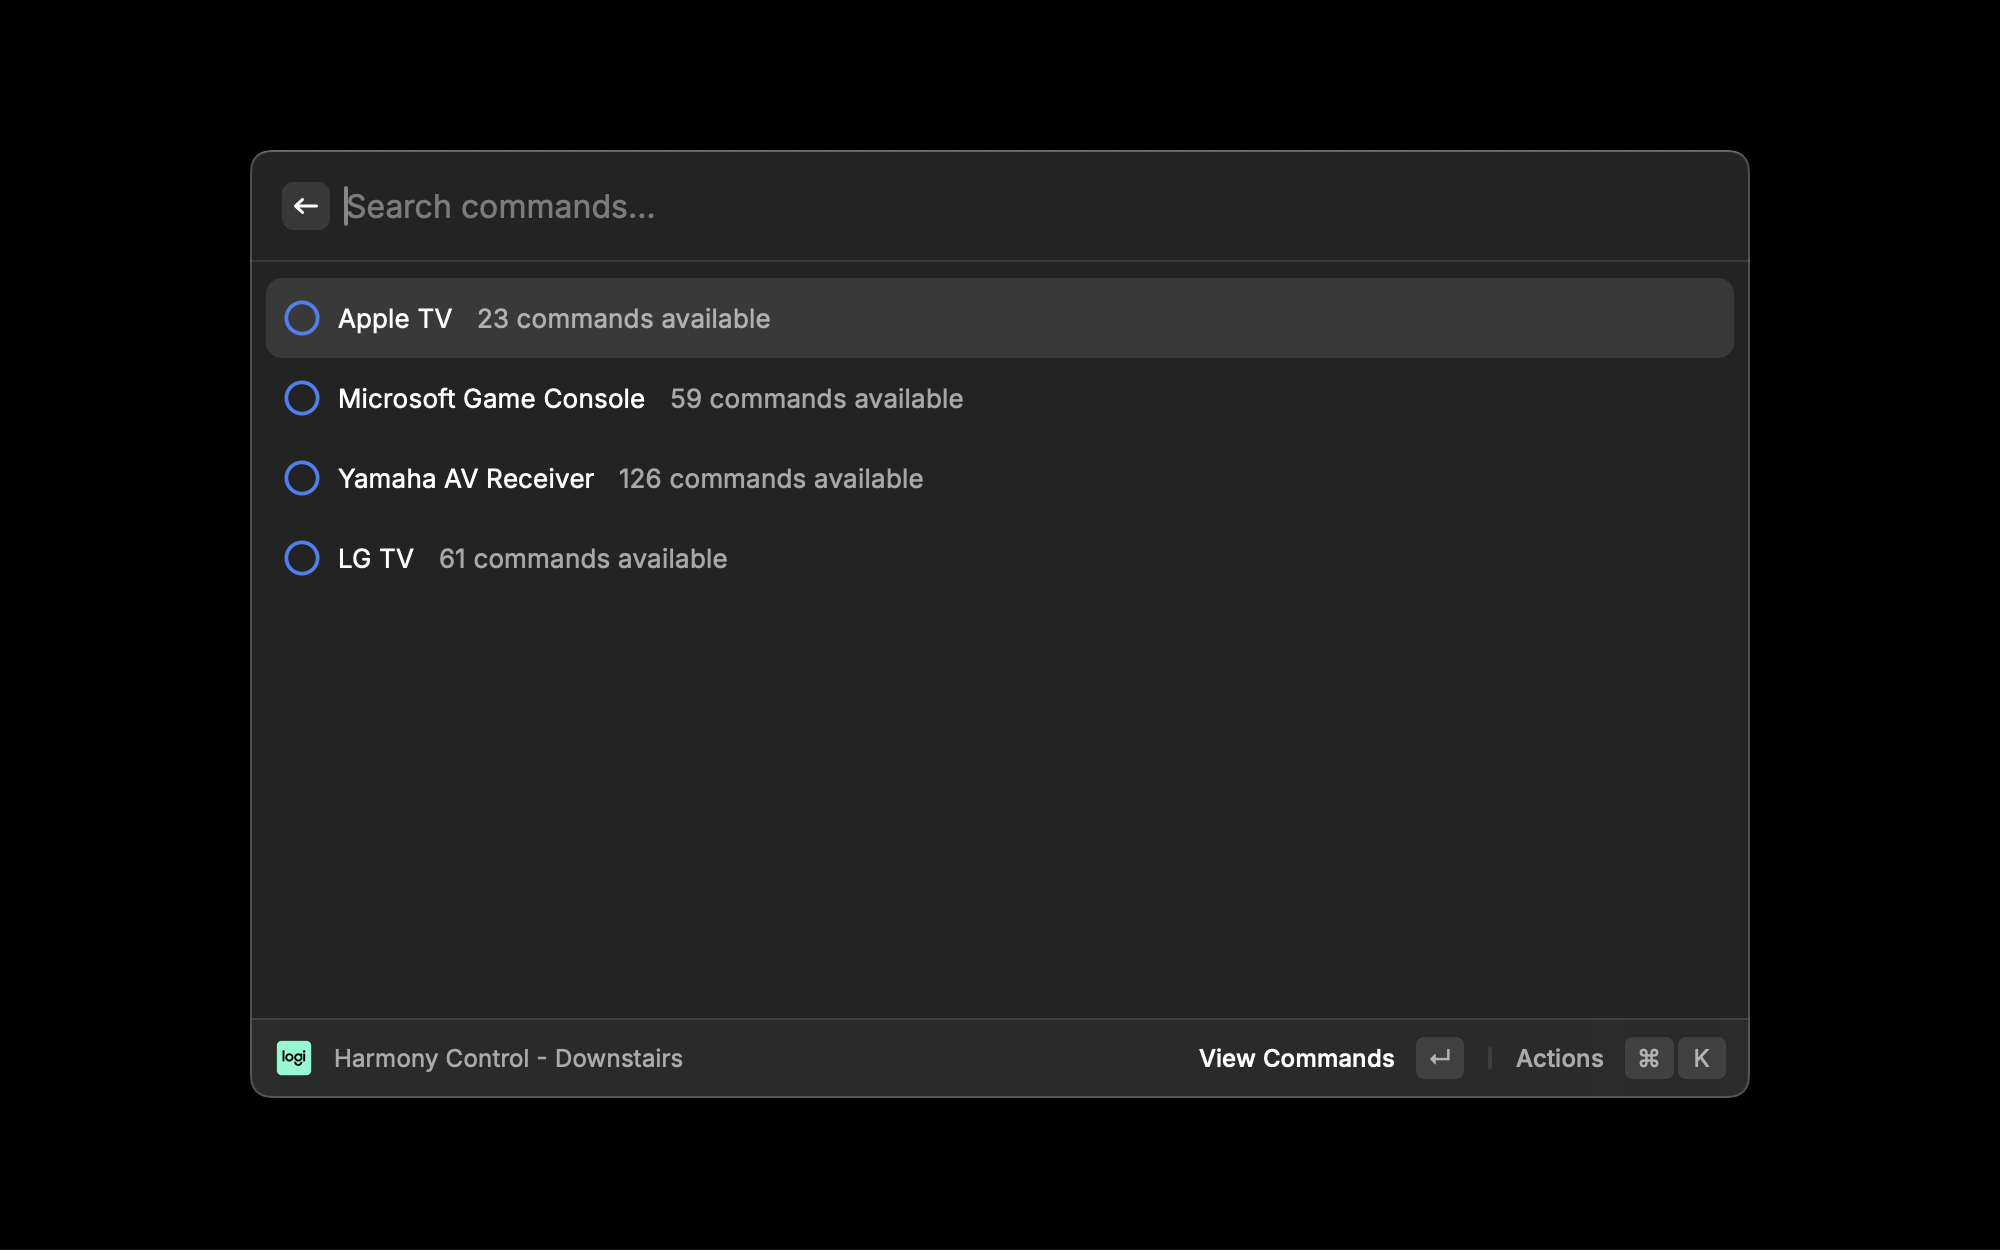 Search commands...
Apple TV 23 commands available
Microsoft Game Console 59 commands available
Yamaha AV Receiver 126 commands available
LG TV 61 commands available
logi Harmony Control - Downstairs View Commands ↵ Actions ⌘ K